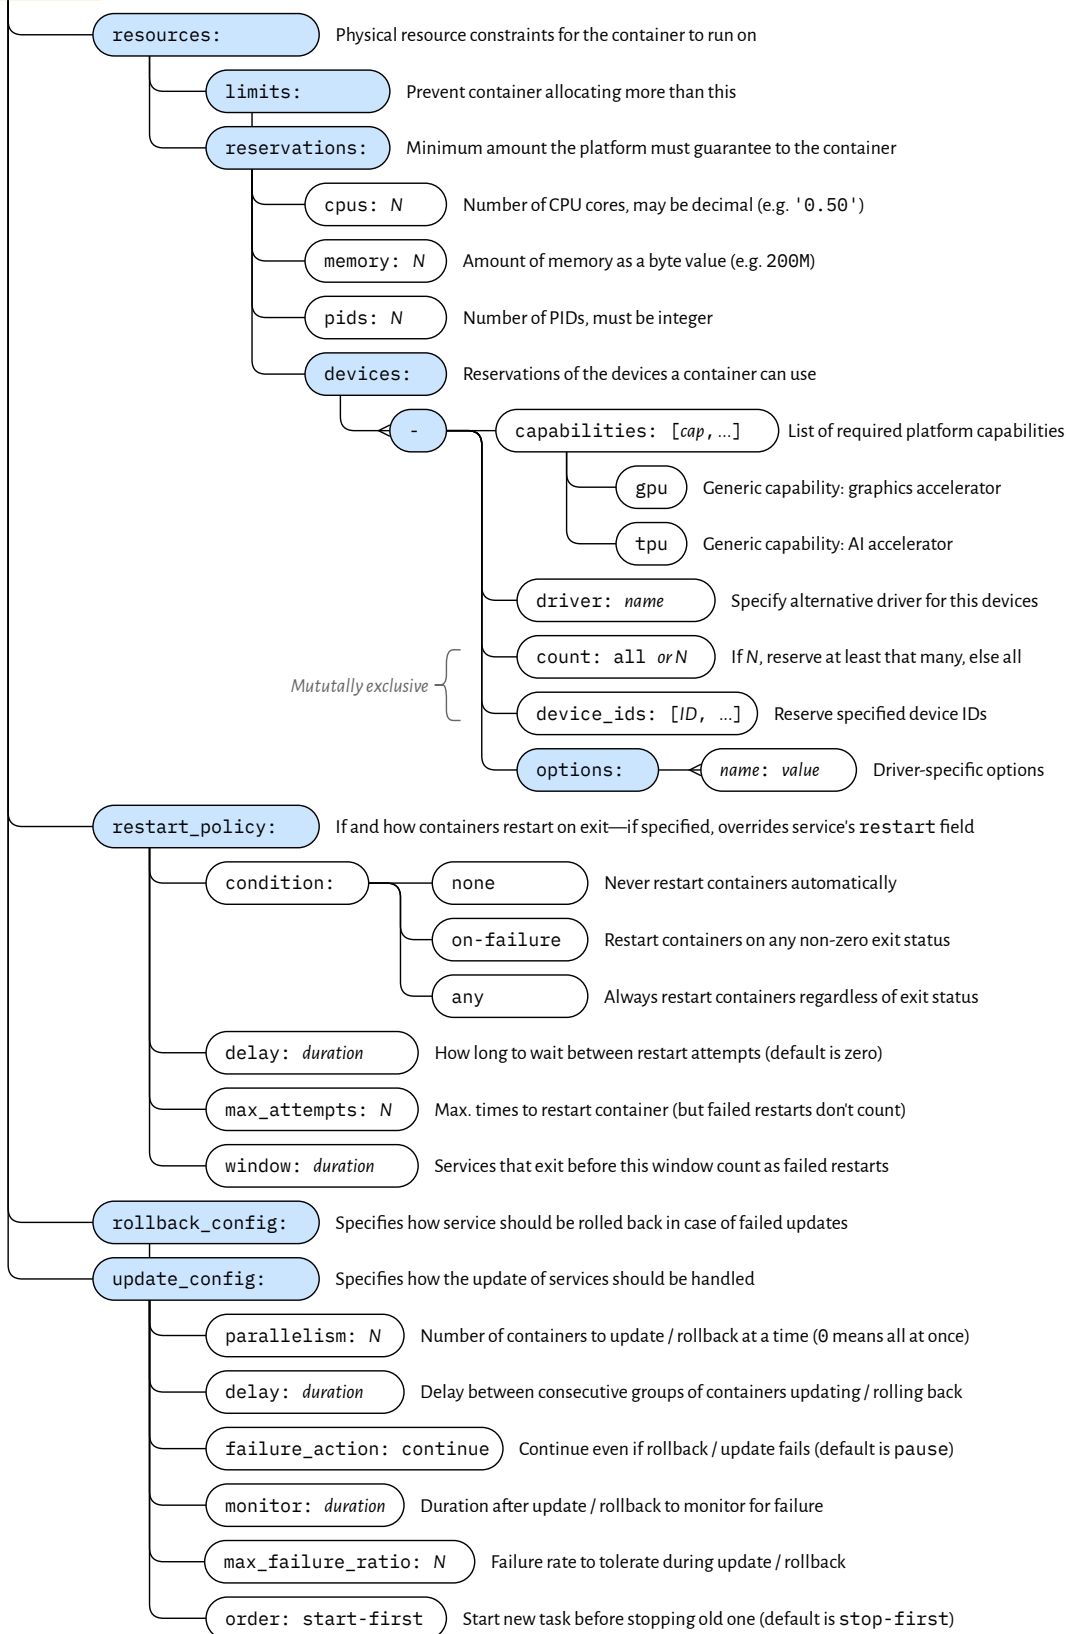 resources: Physical resource constraints for the container to run on
limits: Prevent container allocating more than this
reservations: Minimum amount the platform must guarantee to the container
cpus: N Number of CPU cores, may be decimal (e.g. '0.50')
memory: N Amount of memory as a byte value (e.g. 200M)
pids: N Number of PIDs, must be integer
devices: Reservations of the devices a container can use
- capabilities: [cap, ...] List of required platform capabilities
gpu Generic capability: graphics accelerator
tpu Generic capability: AI accelerator
driver: name Specify alternative driver for this devices
count: all or N If N, reserve at least that many, else all
Mututally exclusive
device_ids: [ID, ...] Reserve specified device IDs
options: name: value Driver-specific options
restart_policy: If and how containers restart on exit—if specified, overrides service's restart field
condition: none Never restart containers automatically
on-failure Restart containers on any non-zero exit status
any Always restart containers regardless of exit status
delay: duration How long to wait between restart attempts (default is zero)
max_attempts: N Max. times to restart container (but failed restarts don't count)
window: duration Services that exit before this window count as failed restarts
rollback_config: Specifies how service should be rolled back in case of failed updates
update_config: Specifies how the update of services should be handled
parallelism: N Number of containers to update / rollback at a time (0 means all at once)
delay: duration Delay between consecutive groups of containers updating / rolling back
failure_action: continue Continue even if rollback / update fails (default is pause)
monitor: duration Duration after update / rollback to monitor for failure
max_failure_ratio: N Failure rate to tolerate during update / rollback
order: start-first Start new task before stopping old one (default is stop-first)